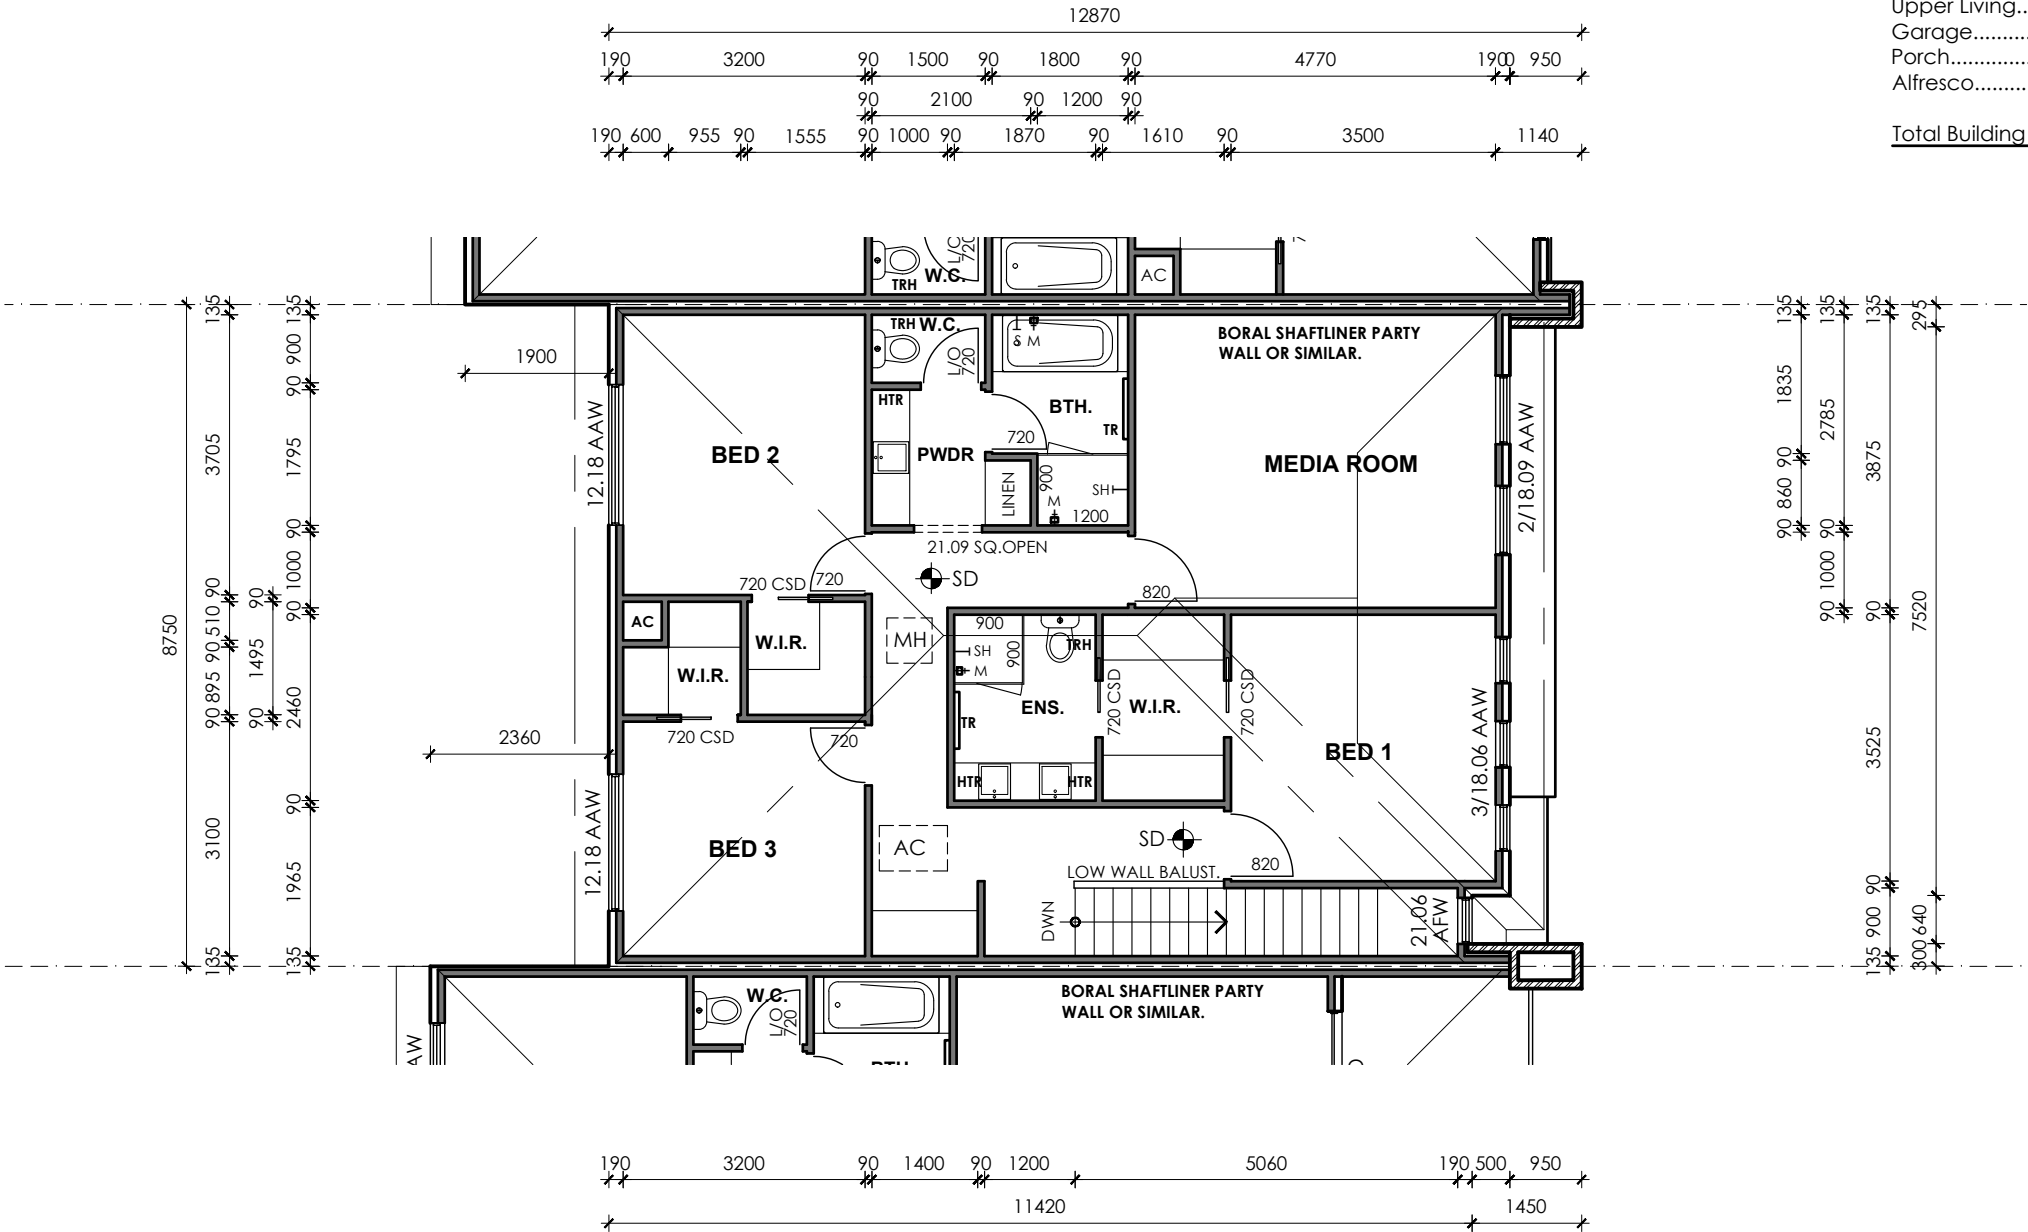 12870
190 3200 90 1500 90 1800 90 4770 190 950
90 2100 90 1200 90
190 600 955 90 1555 90 1000 90 1870 90 1610 90 3500 1140
Upper Living..
Garage.........
Porch.............
Alfresco.........
Total Building
TRH W.C.
L/O
720
AC
1900
2360
8750
135 3705 90 510 90 895 90 3100 135
90 1495 90
135 900 90 1795 90 1000 90 2460 90 1965 135
12.18 AAW
12.18 AAW
BED 2
TRH W.C.
L/O
720
HTR
PWDR
S M
BTH.
TR
720
LINEN
900
M
SH
1200
21.09 SQ.OPEN
BORAL SHAFTLINER PARTY
WALL OR SIMILAR.
MEDIA ROOM
2/18.09 AAW
SD
720 CSD 720
820
AC
W.I.R.
W.I.R.
MH
900
SH
M
900
TRH
TR
ENS.
720 CSD
W.I.R.
720 CSD
BED 1
3/18.06 AAW
720 CSD
720
HTR
HTR
BED 3
AC
SD
820
LOW WALL BALUST.
DWN
21.06
AFW
135 1835 90 860 90
135 2785 90 1000 90
135 3875 90 3525 90 900 135
295 7520 640 300
AW
W.C.
L/O
720
BTH.
BORAL SHAFTLINER PARTY
WALL OR SIMILAR.
190 3200 90 1400 90 1200 5060 190 500 950
11420 1450